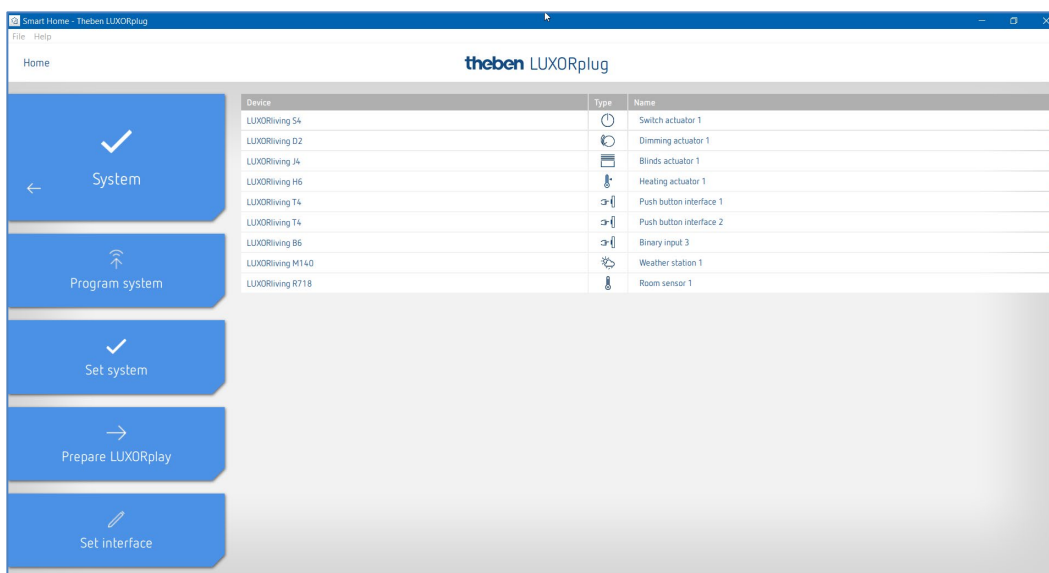 Smart Home - Theben LUXORplug
File Help
Home
theben LUXORplug
System
Program system
Set system
Prepare LUXORplay
Set interface
Device Type Name
LUXORliving S4 Switch actuator 1
LUXORliving D2 Dimming actuator 1
LUXORliving J4 Blinds actuator 1
LUXORliving H6 Heating actuator 1
LUXORliving T4 Push button interface 1
LUXORliving T4 Push button interface 2
LUXORliving B6 Binary input 3
LUXORliving M140 Weather station 1
LUXORliving R718 Room sensor 1